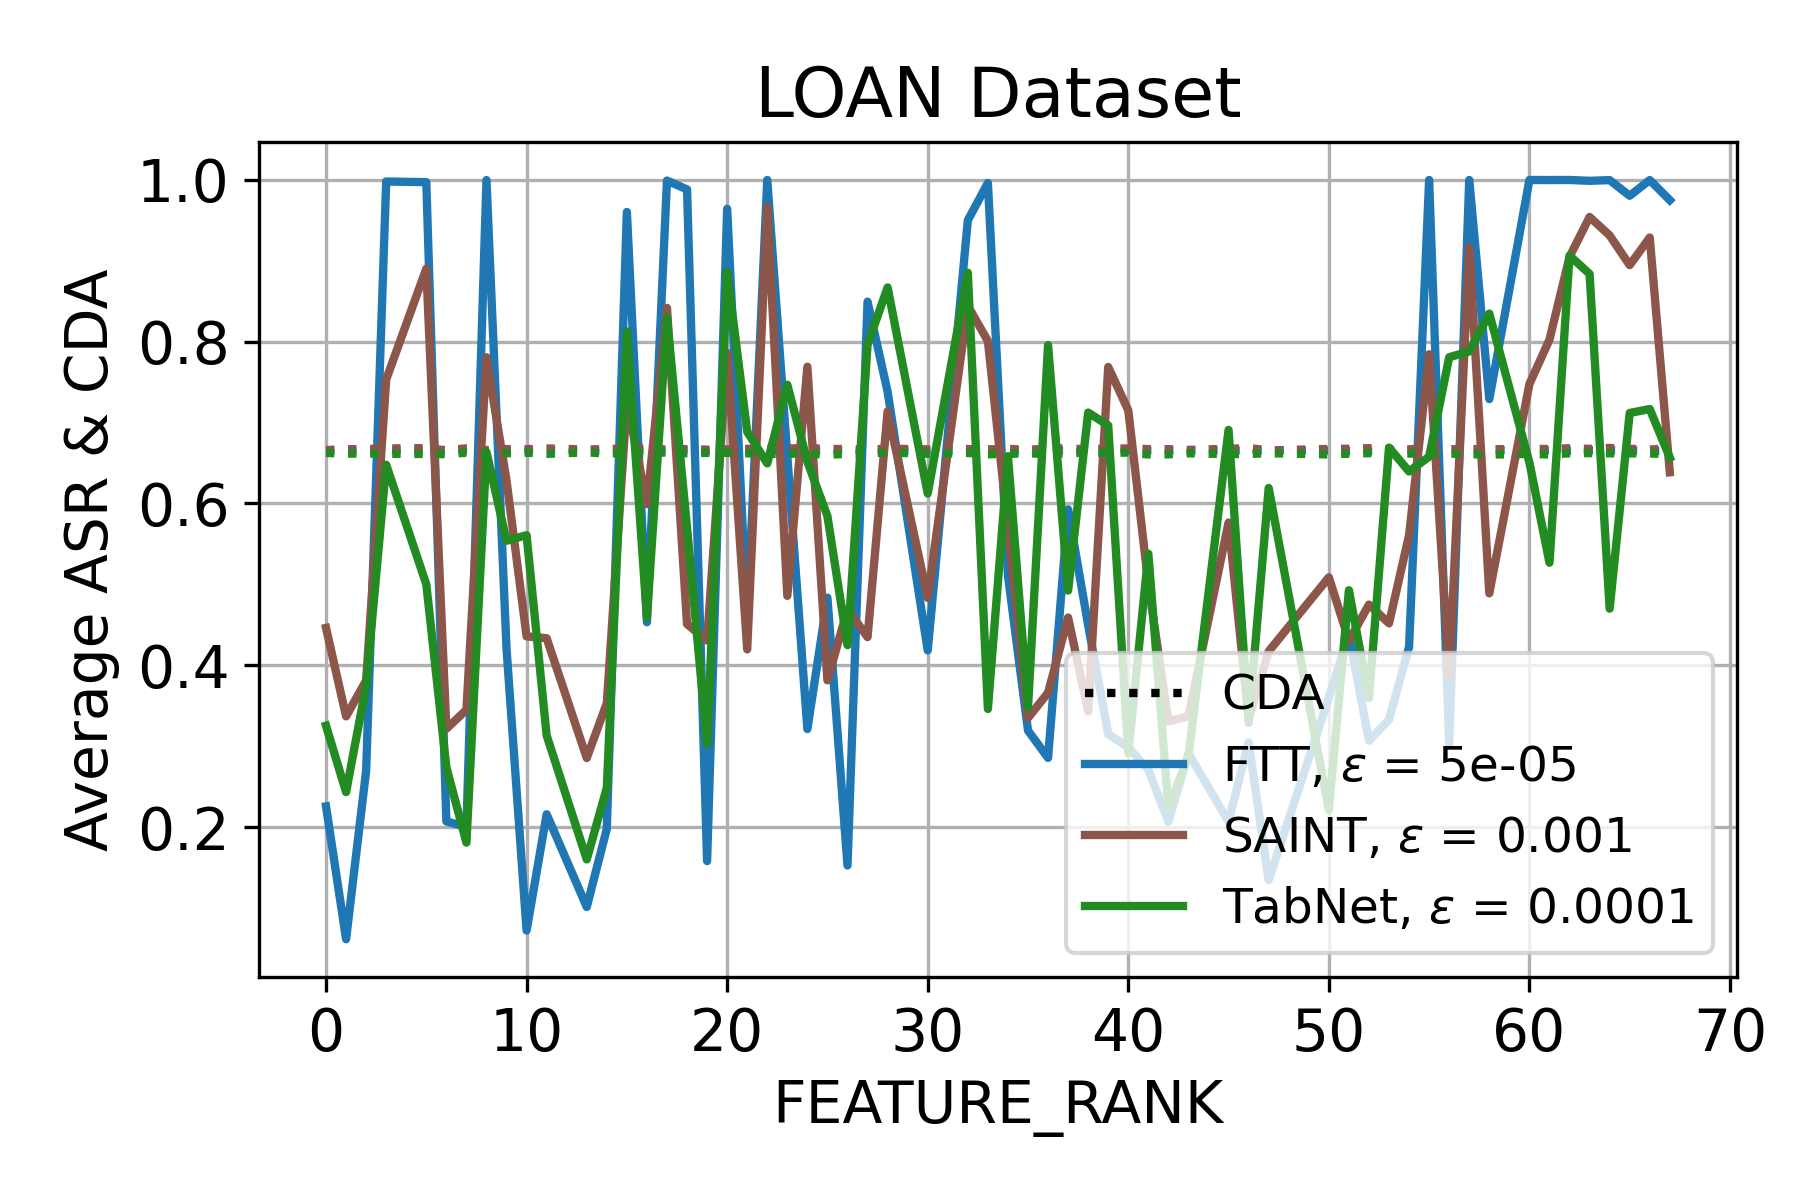 LOAN Dataset
Average ASR & CDA
1.0
0.8
0.6
0.4
0.2
CDA
FTT, ε = 5e-05
SAINT, ε = 0.001
TabNet, ε = 0.0001
0 10 20 30 40 50 60 70
FEATURE_RANK